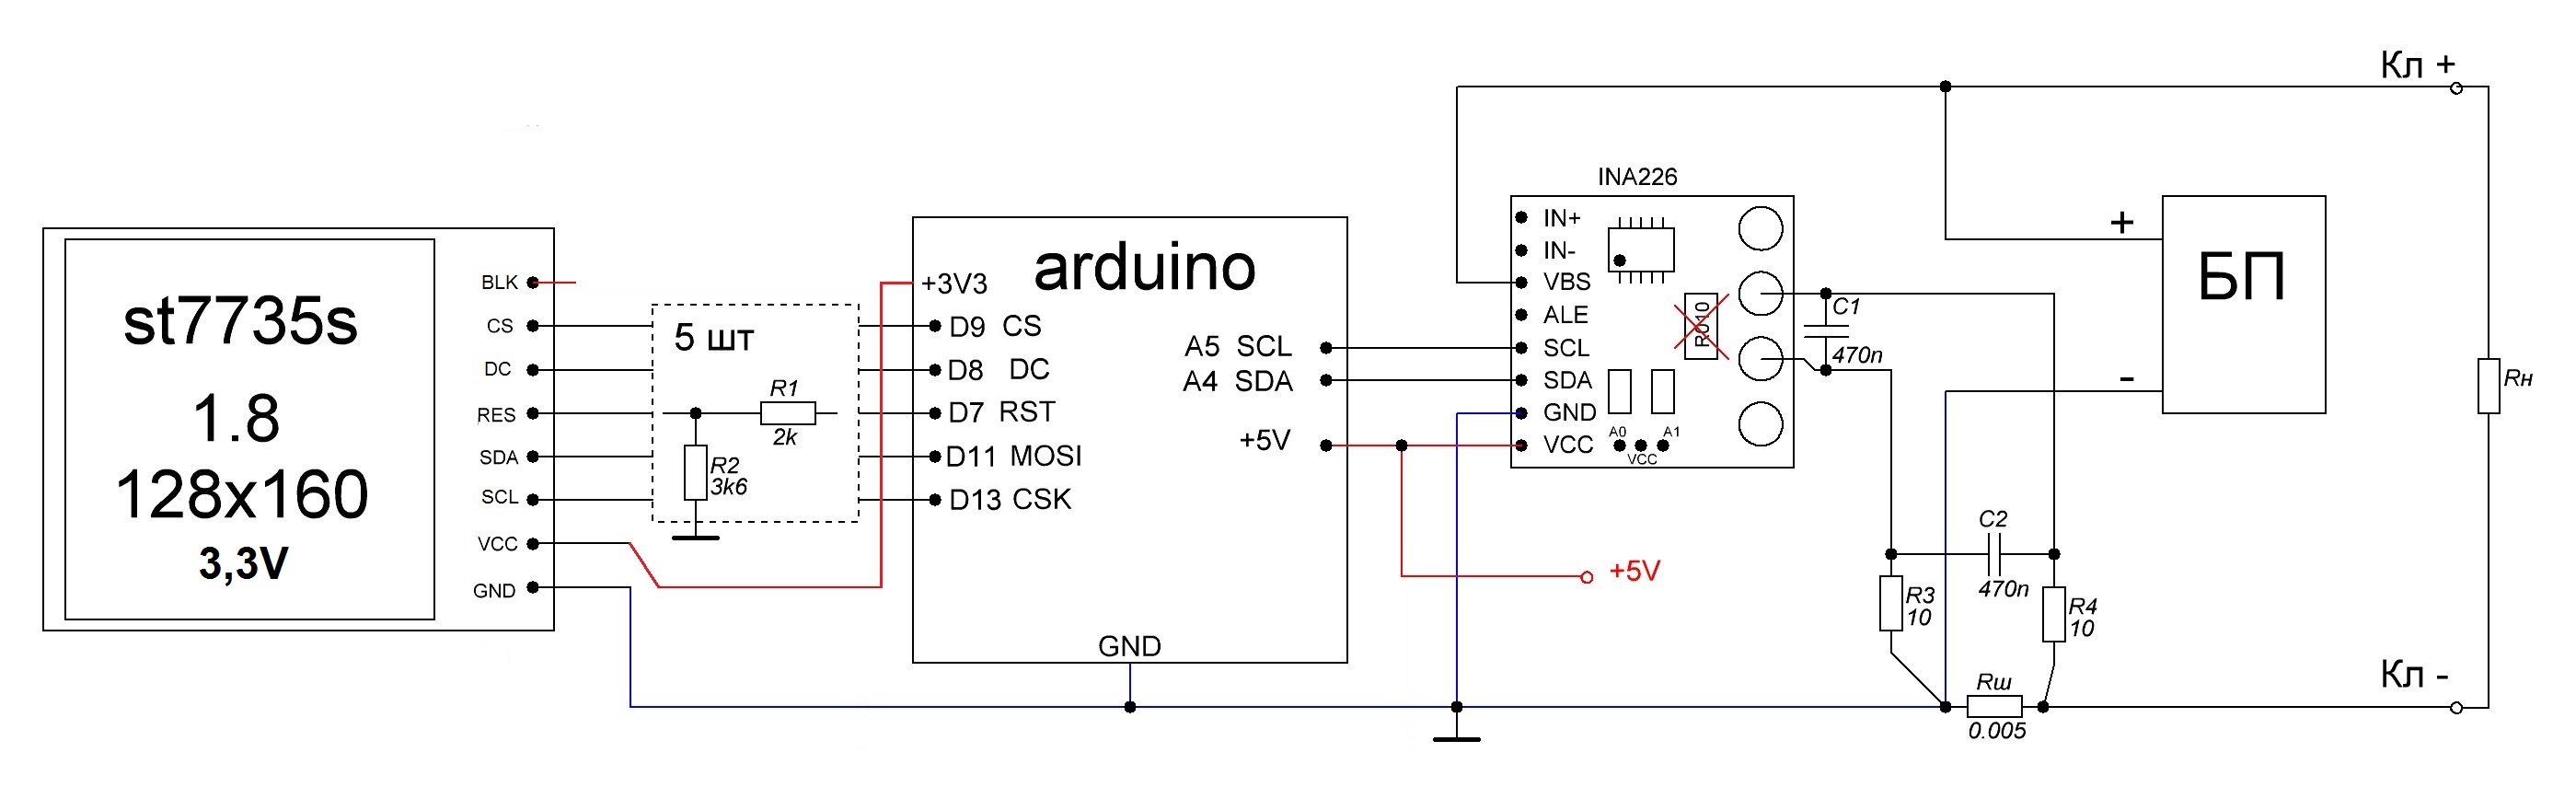 st7735s
1.8
128x160
3,3V
BLK
CS
DC
RES
SDA
SCL
VCC
GND
5 шт
R1
2k
R2
3k6
arduino
+3V3
D9 CS
D8 DC
D7 RST
D11 MOSI
D13 CSK
A5 SCL
A4 SDA
+5V
GND
INA226
IN+
IN-
VBS
ALE
SCL
SDA
GND
VCC
R010
A0
A1
VCC
+5V
C1
470n
C2
470n
R3
10
R4
10
Rш
0.005
БП
+
-
Кл +
Rн
Кл -